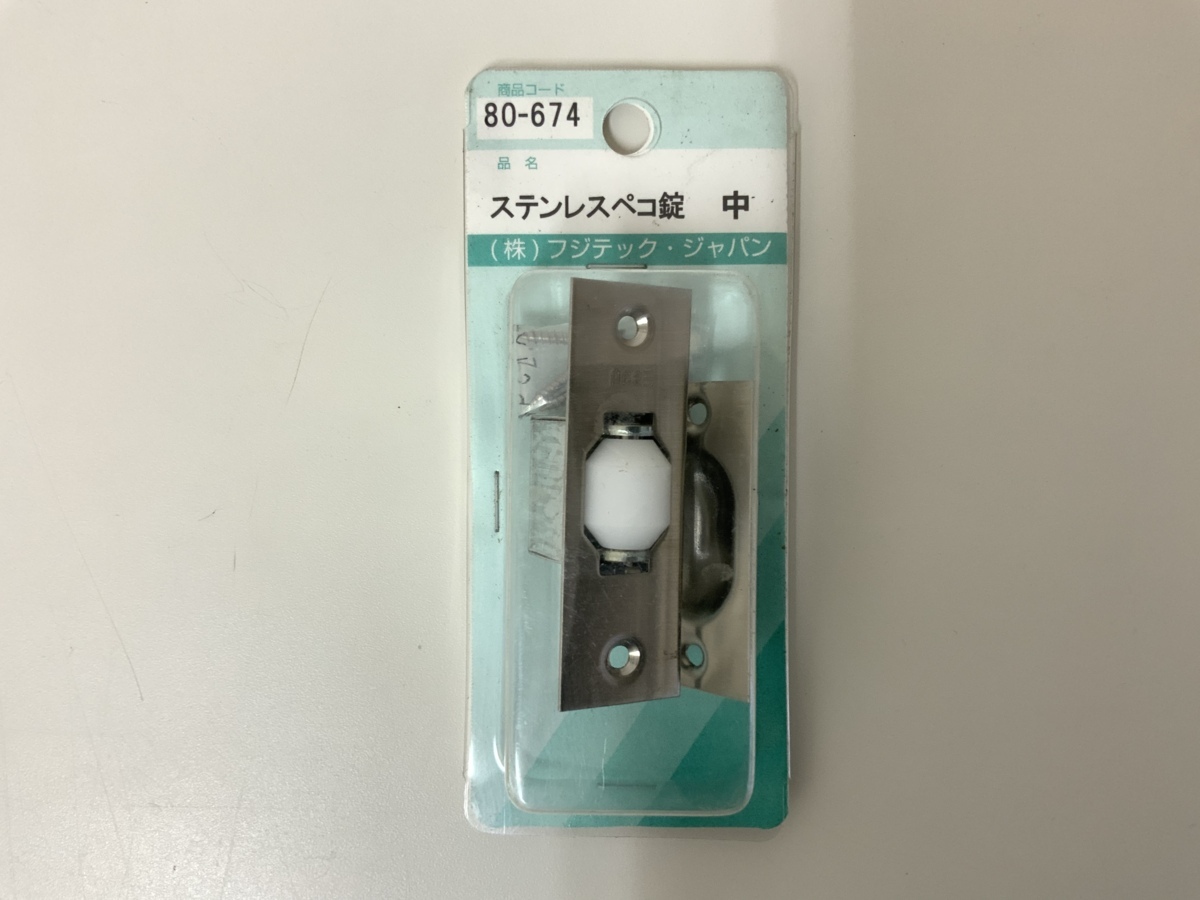 商品コード
80-674
品 名
ステンレスペコ錠 中
(株)フジテック・ジャパン